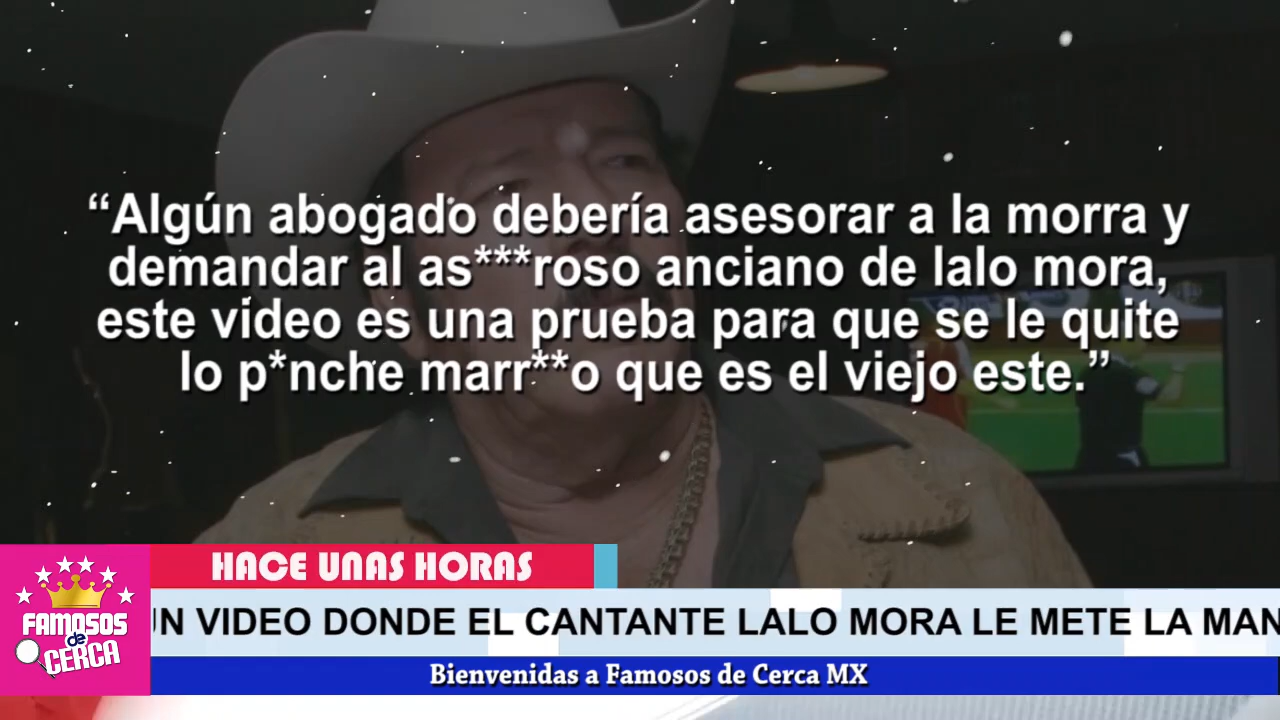 “Algún abogado debería asesorar a la morra y
demandar al as***roso anciano de lalo mora,
este video es una prueba para que se le quite
lo p*nche marr**o que es el viejo este.”
HACE UNAS HORAS
UN VIDEO DONDE EL CANTANTE LALO MORA LE METE LA MAN
FAMOSOS
de
CERCA
Bienvenidas a Famosos de Cerca MX